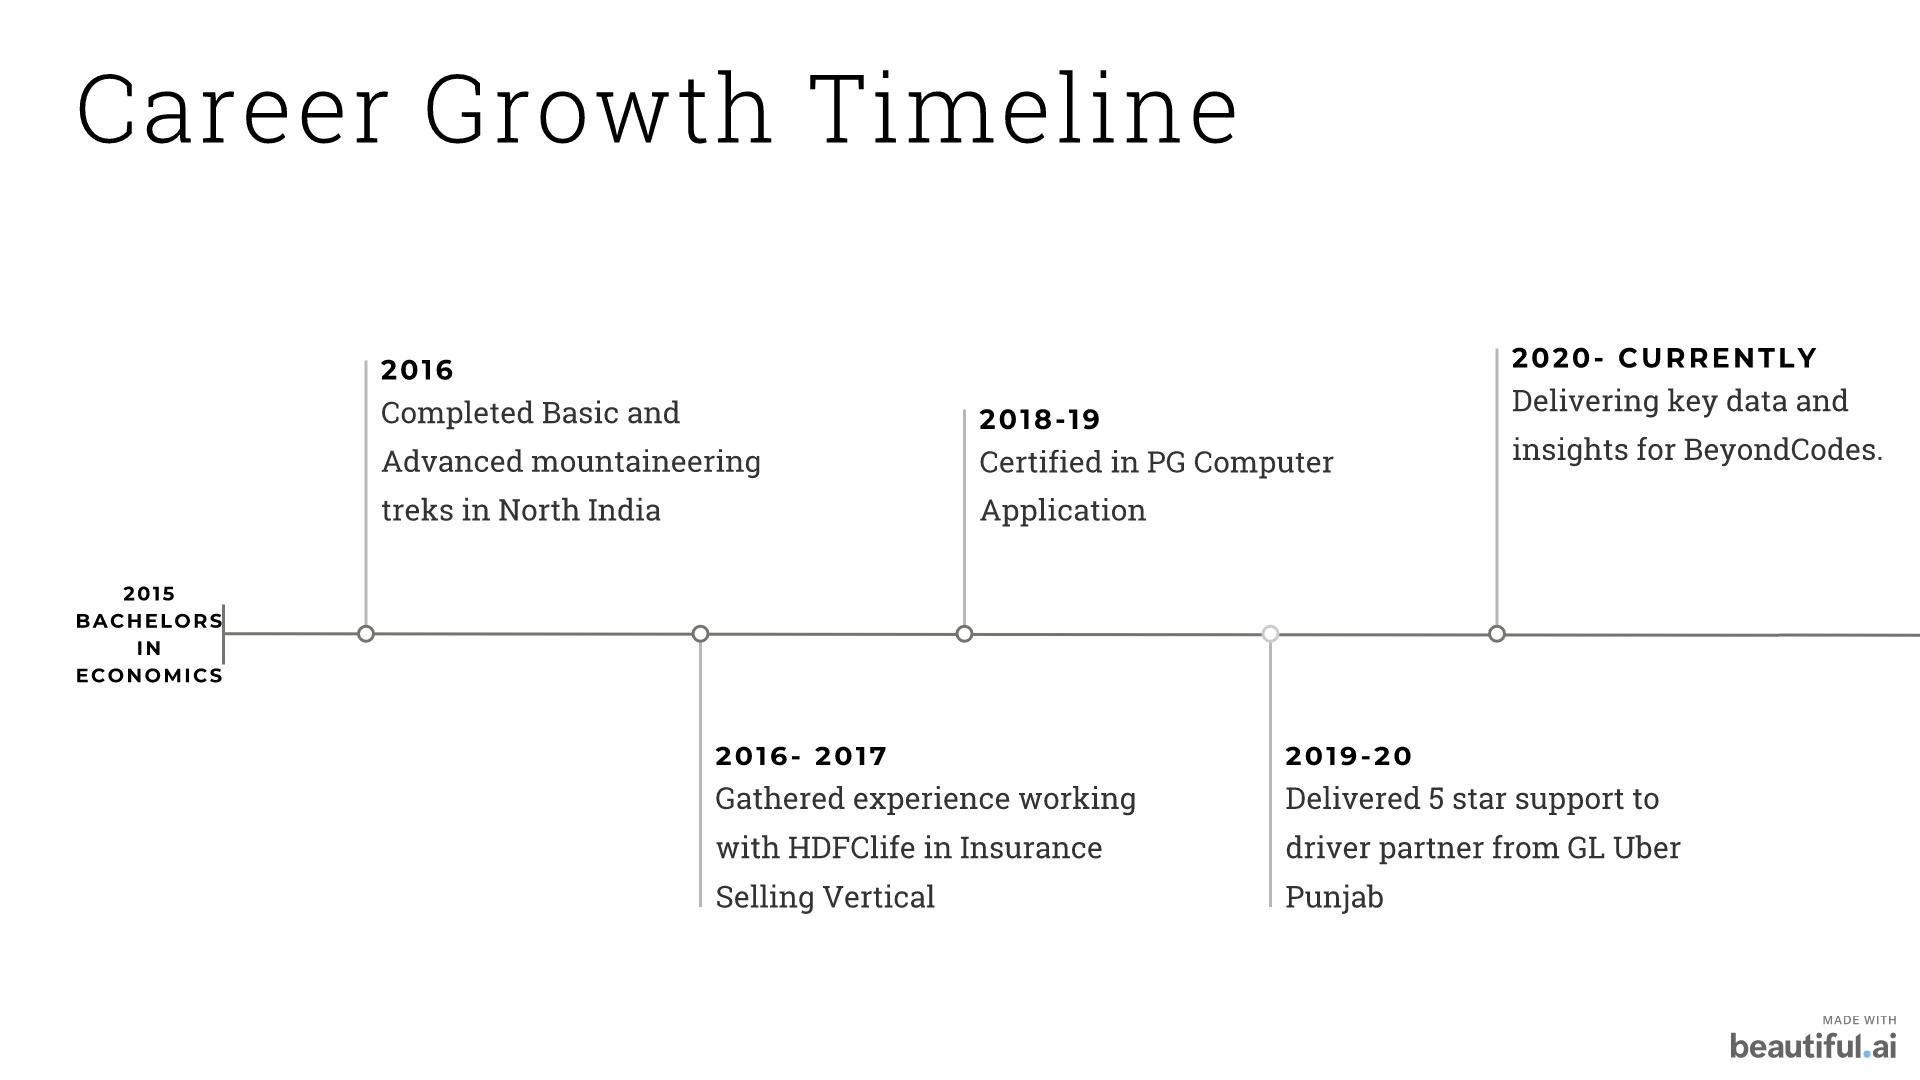 Career Growth Timeline
2015
BACHELORS
IN
ECONOMICS
2016
Completed Basic and
Advanced mountaineering
treks in North India
2016- 2017
Gathered experience working
with HDFClife in Insurance
Selling Vertical
2018-19
Certified in PG Computer
Application
2019-20
Delivered 5 star support to
driver partner from GL Uber
Punjab
2020- CURRENTLY
Delivering key data and
insights for BeyondCodes.
MADE WITH
beautiful.ai